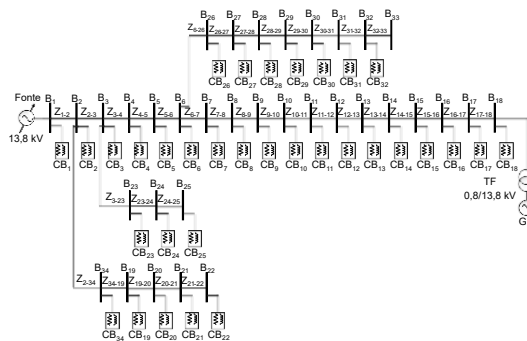 B26 B27 B28 B29 B30 B31 B32 B33
Z6-26 Z26-27 Z27-28 Z28-29 Z29-30 Z30-31 Z31-32 Z32-33
CB26 CB27 CB28 CB29 CB30 CB31 CB32
Fonte B1 B2 B3 B4 B5 B6 B7 B8 B9 B10 B11 B12 B13 B14 B15 B16 B17 B18
Z1-2 Z2-3 Z3-4 Z4-5 Z5-6 Z6-7 Z7-8 Z8-9 Z9-10 Z10-11 Z11-12 Z12-13 Z13-14 Z14-15 Z15-16 Z16-17 Z17-18
13,8 kV
CB1 CB2 CB3 CB4 CB5 CB6 CB7 CB8 CB9 CB10 CB11 CB12 CB13 CB14 CB15 CB16 CB17 CB18
TF
0,8/13,8 kV
G
B23 B24 B25
Z3-23 Z23-24 Z24-25
CB23 CB24 CB25
B34 B19 B20 B21 B22
Z2-34 Z34-19 Z19-20 Z20-21 Z21-22
CB34 CB19 CB20 CB21 CB22